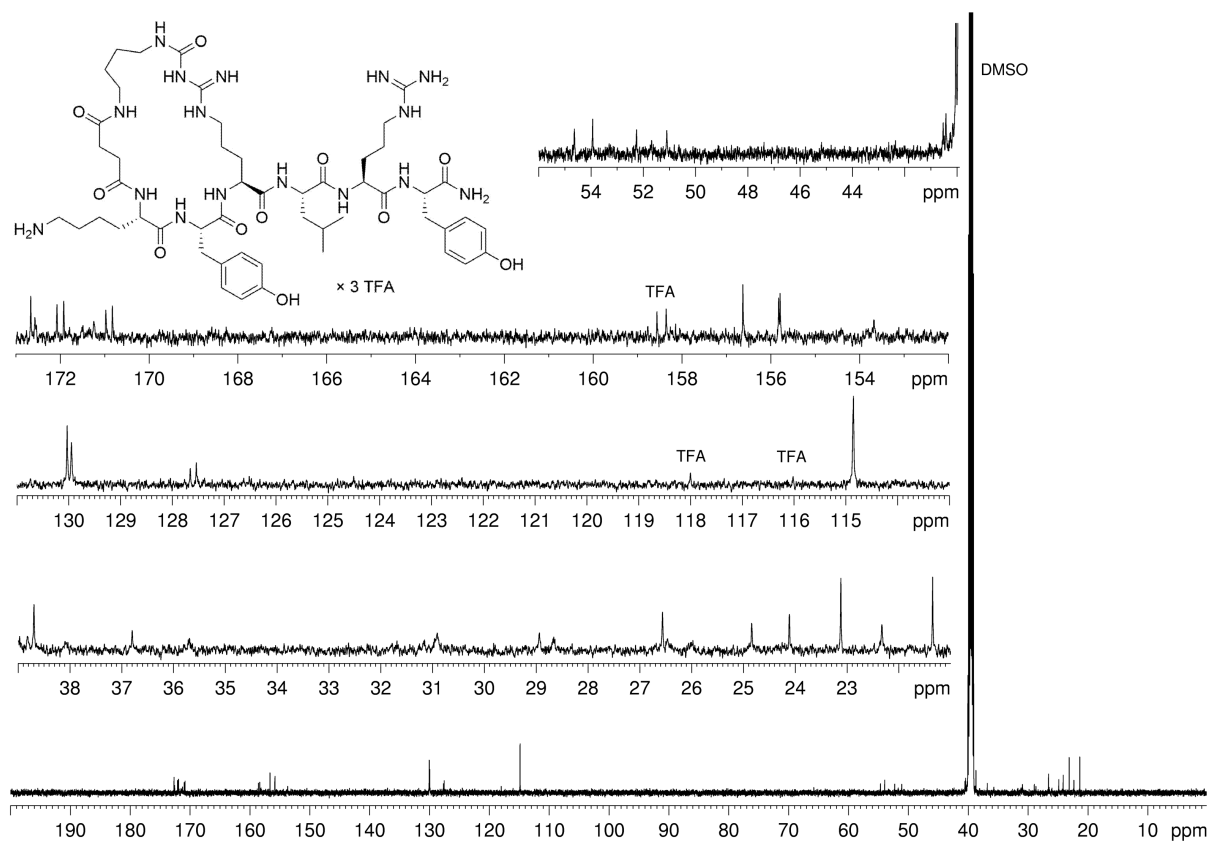 H
N
O
HN
NH
HN
NH2
HN
NH
NH
O
O
NH
H2N
O
H
N
O
N
H
O
H
N
O
N
H
O
H
N
O
NH2
OH
OH
× 3 TFA
DMSO
54 52 50 48 46 44 ppm
TFA
172 170 168 166 164 162 160 158 156 154 ppm
TFA TFA
130 129 128 127 126 125 124 123 122 121 120 119 118 117 116 115 ppm
38 37 36 35 34 33 32 31 30 29 28 27 26 25 24 23 ppm
190 180 170 160 150 140 130 120 110 100 90 80 70 60 50 40 30 20 10 ppm